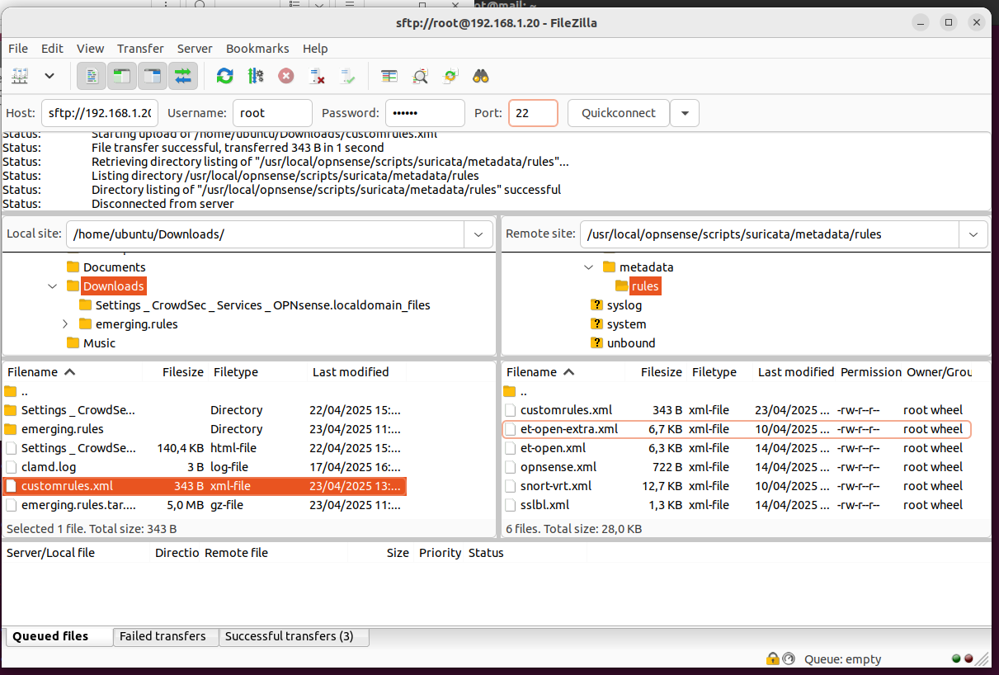 ot@mail: ~
sftp://root@192.168.1.20 - FileZilla
File Edit View Transfer Server Bookmarks Help
Host: sftp://192.168.1.20 Username: root Password: •••••• Port: 22 Quickconnect
Status: Starting upload of /home/ubuntu/Downloads/customrules.xml
Status: File transfer successful, transferred 343 B in 1 second
Status: Retrieving directory listing of "/usr/local/opnsense/scripts/suricata/metadata/rules"...
Status: Listing directory /usr/local/opnsense/scripts/suricata/metadata/rules
Status: Directory listing of "/usr/local/opnsense/scripts/suricata/metadata/rules" successful
Status: Disconnected from server
Local site: /home/ubuntu/Downloads/
Documents
Downloads
Settings _ CrowdSec _ Services _ OPNsense.localdomain_files
emerging.rules
Music
Remote site: /usr/local/opnsense/scripts/suricata/metadata/rules
metadata
rules
? syslog
? system
? unbound
Filename Filesize Filetype Last modified
..
Settings _ CrowdSe... Directory 22/04/2025 15:...
emerging.rules Directory 23/04/2025 11:...
Settings _ CrowdSe... 140,4 KB html-file 22/04/2025 15:...
clamd.log 3 B log-file 17/04/2025 16:...
customrules.xml 343 B xml-file 23/04/2025 13:...
emerging.rules.tar.... 5,0 MB gz-file 23/04/2025 11:...
Selected 1 file. Total size: 343 B
Filename Filesize Filetype Last modified Permission Owner/Grou
..
customrules.xml 343 B xml-file 23/04/2025 ... -rw-r--r-- root wheel
et-open-extra.xml 6,7 KB xml-file 10/04/2025 ... -rw-r--r-- root wheel
et-open.xml 6,3 KB xml-file 14/04/2025 ... -rw-r--r-- root wheel
opnsense.xml 722 B xml-file 14/04/2025 ... -rw-r--r-- root wheel
snort-vrt.xml 12,7 KB xml-file 10/04/2025 ... -rw-r--r-- root wheel
sslbl.xml 1,3 KB xml-file 14/04/2025 ... -rw-r--r-- root wheel
6 files. Total size: 28,0 KB
Server/Local file Directio Remote file Size Priority Status
Queued files Failed transfers Successful transfers (3)
Queue: empty